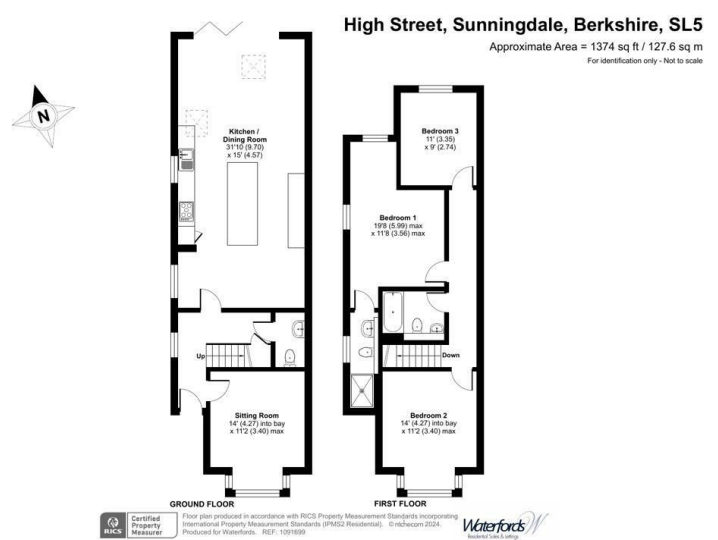 High Street, Sunningdale, Berkshire, SL5
Approximate Area = 1374 sq ft / 127.6 sq m
For identification only - Not to scale
N
Kitchen /
Dining Room
31'10 (9.70)
x 15' (4.57)
Up
Sitting Room
14' (4.27) into bay
x 11'2 (3.40) max
GROUND FLOOR
Bedroom 3
11' (3.35)
x 9' (2.74)
Bedroom 1
19'8 (5.99) max
x 11'8 (3.56) max
Down
Bedroom 2
14' (4.27) into bay
x 11'2 (3.40) max
FIRST FLOOR
RICS
Certified
Property
Measurer
Floor plan produced in accordance with RICS Property Measurement Standards incorporating
International Property Measurement Standards (IPMS2 Residential). © nichecom 2024.
Produced for Waterfords. REF: 1091699
Waterfords W
Residential Sales & Lettings